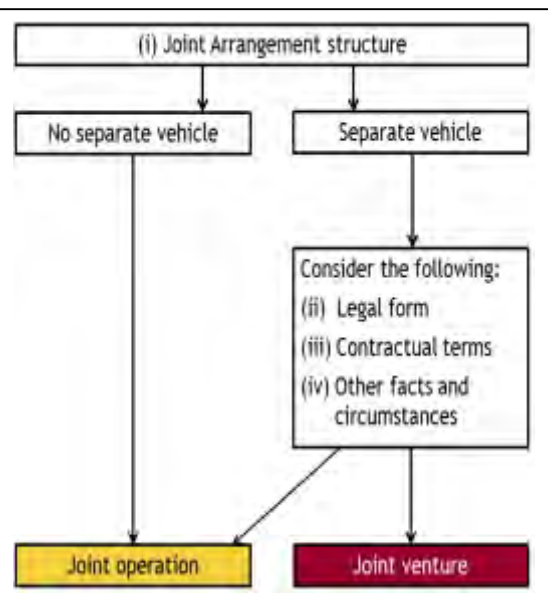 (i) Joint Arrangement structure
No separate vehicle
Separate vehicle
Consider the following:
(ii) Legal form
(iii) Contractual terms
(iv) Other facts and
circumstances
Joint operation
Joint venture